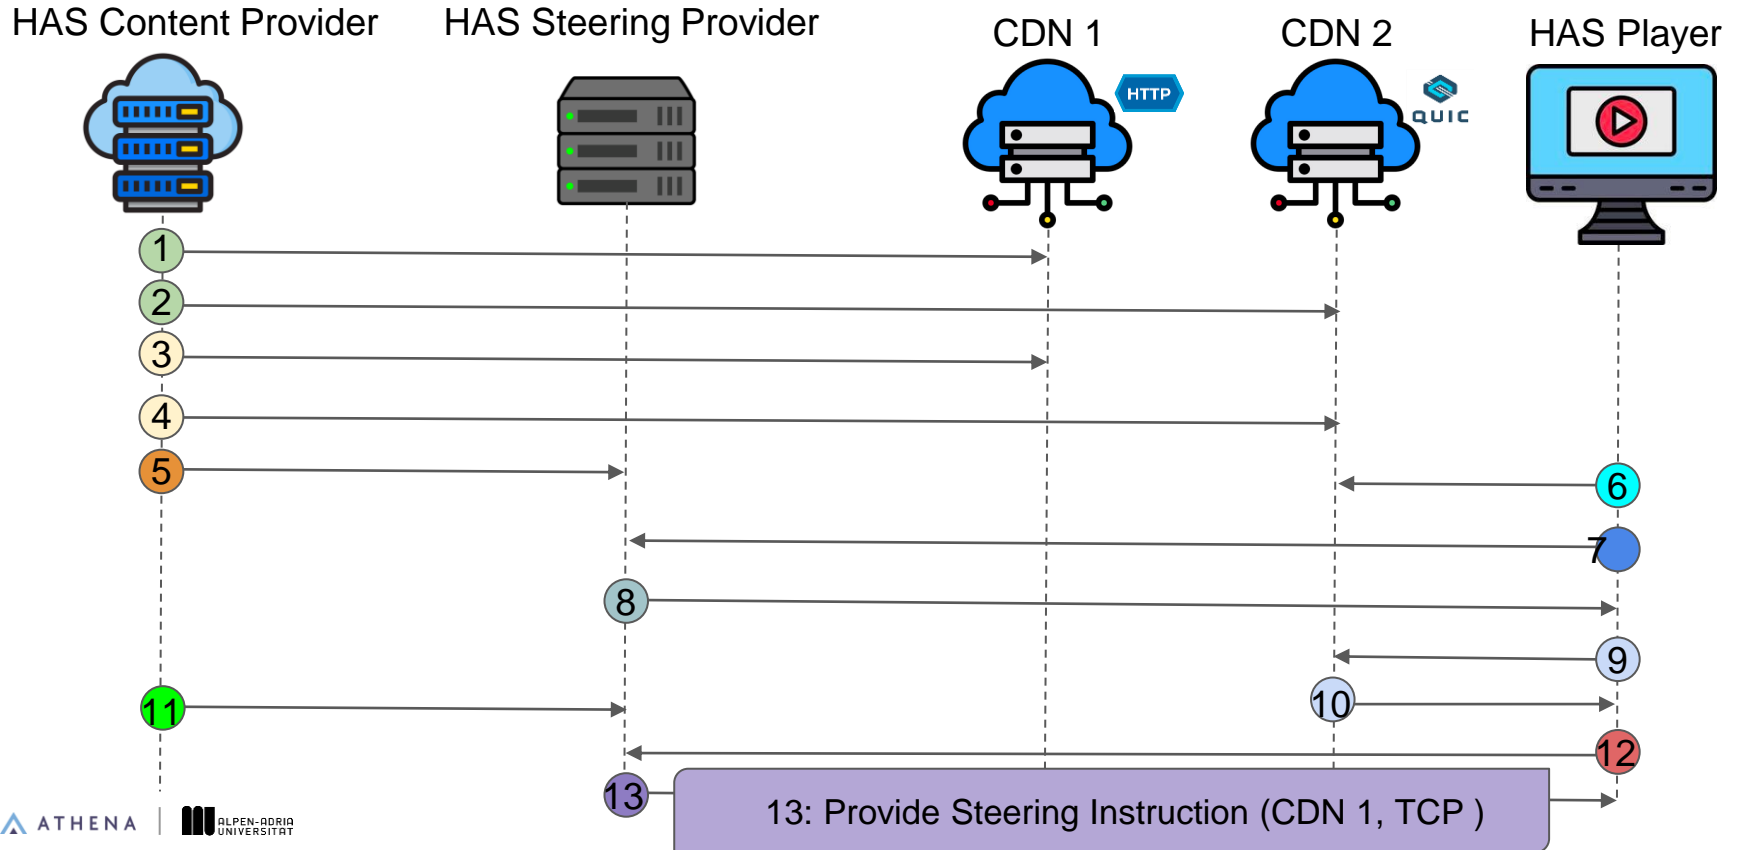 HAS Content Provider
HAS Steering Provider
CDN 1
CDN 2
HAS Player
HTTP
QUIC
1
2
3
4
5
6
7
8
9
10
11
12
13
13: Provide Steering Instruction (CDN 1, TCP )
ATHENA
ALPEN-ADRIA
UNIVERSITÄT